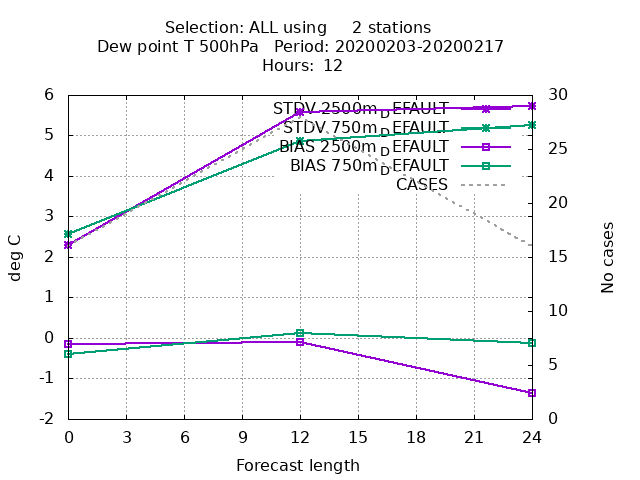 Selection: ALL using     2 stations
Dew point T 500hPa   Period: 20200203-20200217
Hours:  12
6
5
4
3
2
1
0
-1
-2
deg C
30
25
20
15
10
5
0
No cases
STDV 2500m_DEFAULT
STDV 750m_DEFAULT
BIAS 2500m_DEFAULT
BIAS 750m_DEFAULT
CASES
0 3 6 9 12 15 18 21 24
Forecast length